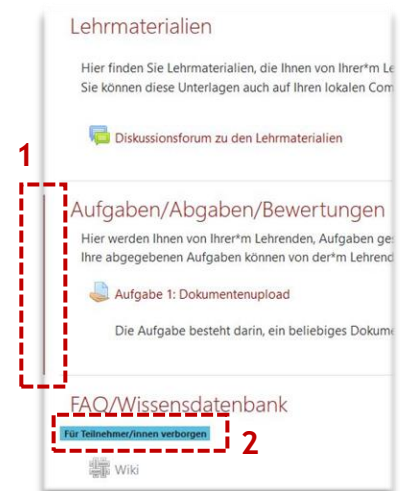 Lehrmaterialien
Hier finden Sie Lehrmaterialien, die Ihnen von Ihrer*m Le
Sie können diese Unterlagen auch auf Ihren lokalen Com
Diskussionsforum zu den Lehrmaterialien
1
Aufgaben/Abgaben/Bewertungen
Hier werden Ihnen von Ihrer*m Lehrenden, Aufgaben ges
Ihre abgegebenen Aufgaben können von der*m Lehrend
Aufgabe 1: Dokumentenupload
Die Aufgabe besteht darin, ein beliebiges Dokume
FAQ/Wissensdatenbank
Für Teilnehmer/innen verborgen
2
Wiki